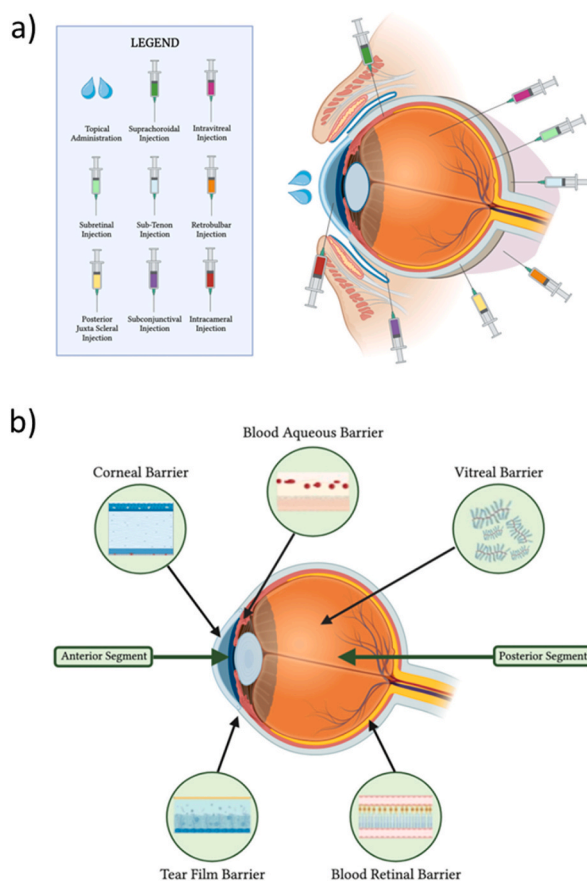 a)
LEGEND
Topical
Administration
Suprachoroidal
Injection
Intravitreal
Injection
Subretinal
Injection
Sub-Tenon
Injection
Retrobulbar
Injection
Posterior
Juxta Scleral
Injection
Subconjunctival
Injection
Intracameral
Injection
b)
Blood Aqueous Barrier
Corneal Barrier
Vitreal Barrier
Anterior Segment
Posterior Segment
Tear Film Barrier
Blood Retinal Barrier